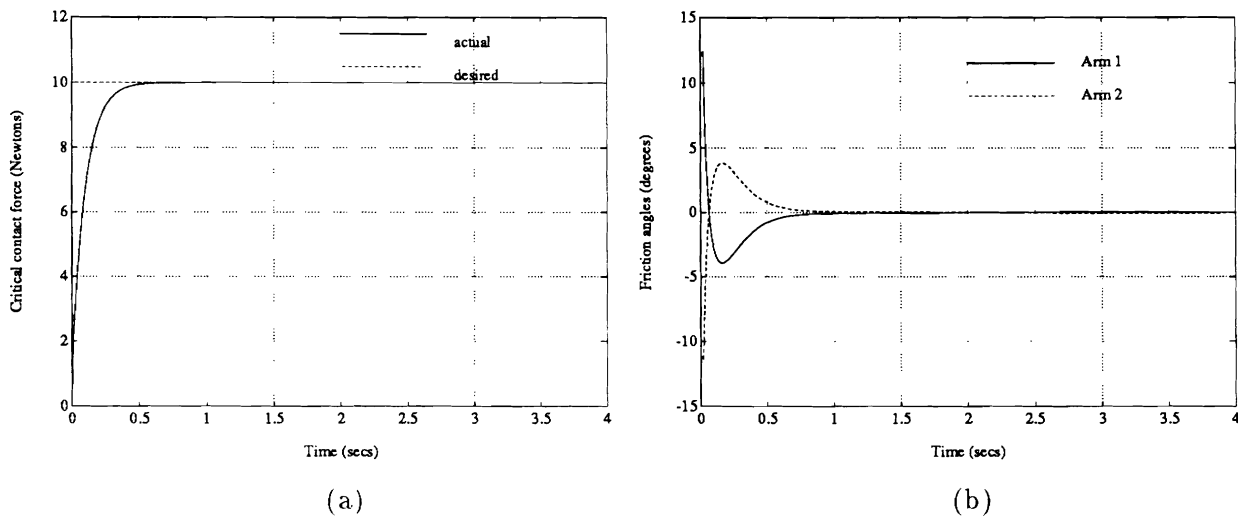 12
10
8
6
4
2
0
Critical contact force (Newtons)
actual
desired
0 0.5 1 1.5 2 2.5 3 3.5 4
Time (secs)
(a)
15
10
5
0
-5
-10
-15
Friction angles (degrees)
Arm 1
Arm 2
0 0.5 1 1.5 2 2.5 3 3.5 4
Time (secs)
(b)